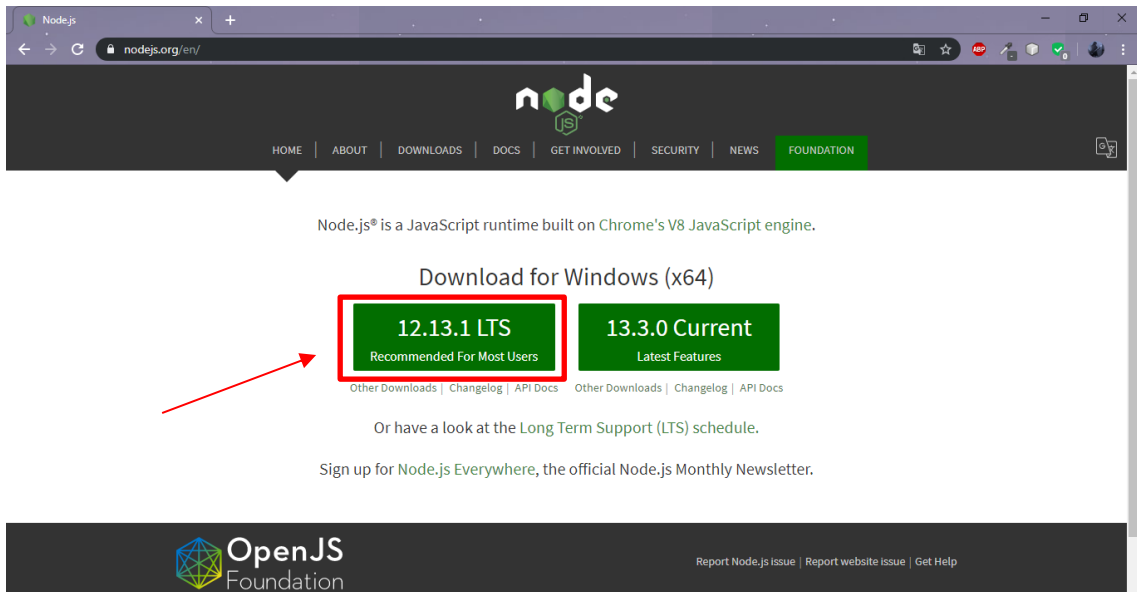 Node.js
nodejs.org/en/
ABP
0
node
JS
HOME | ABOUT | DOWNLOADS | DOCS | GET INVOLVED | SECURITY | NEWS FOUNDATION
Node.js® is a JavaScript runtime built on Chrome's V8 JavaScript engine.
Download for Windows (x64)
12.13.1 LTS
Recommended For Most Users
13.3.0 Current
Latest Features
Other Downloads | Changelog | API Docs
Other Downloads | Changelog | API Docs
Or have a look at the Long Term Support (LTS) schedule.
Sign up for Node.js Everywhere, the official Node.js Monthly Newsletter.
OpenJS
Foundation
Report Node.js issue | Report website issue | Get Help